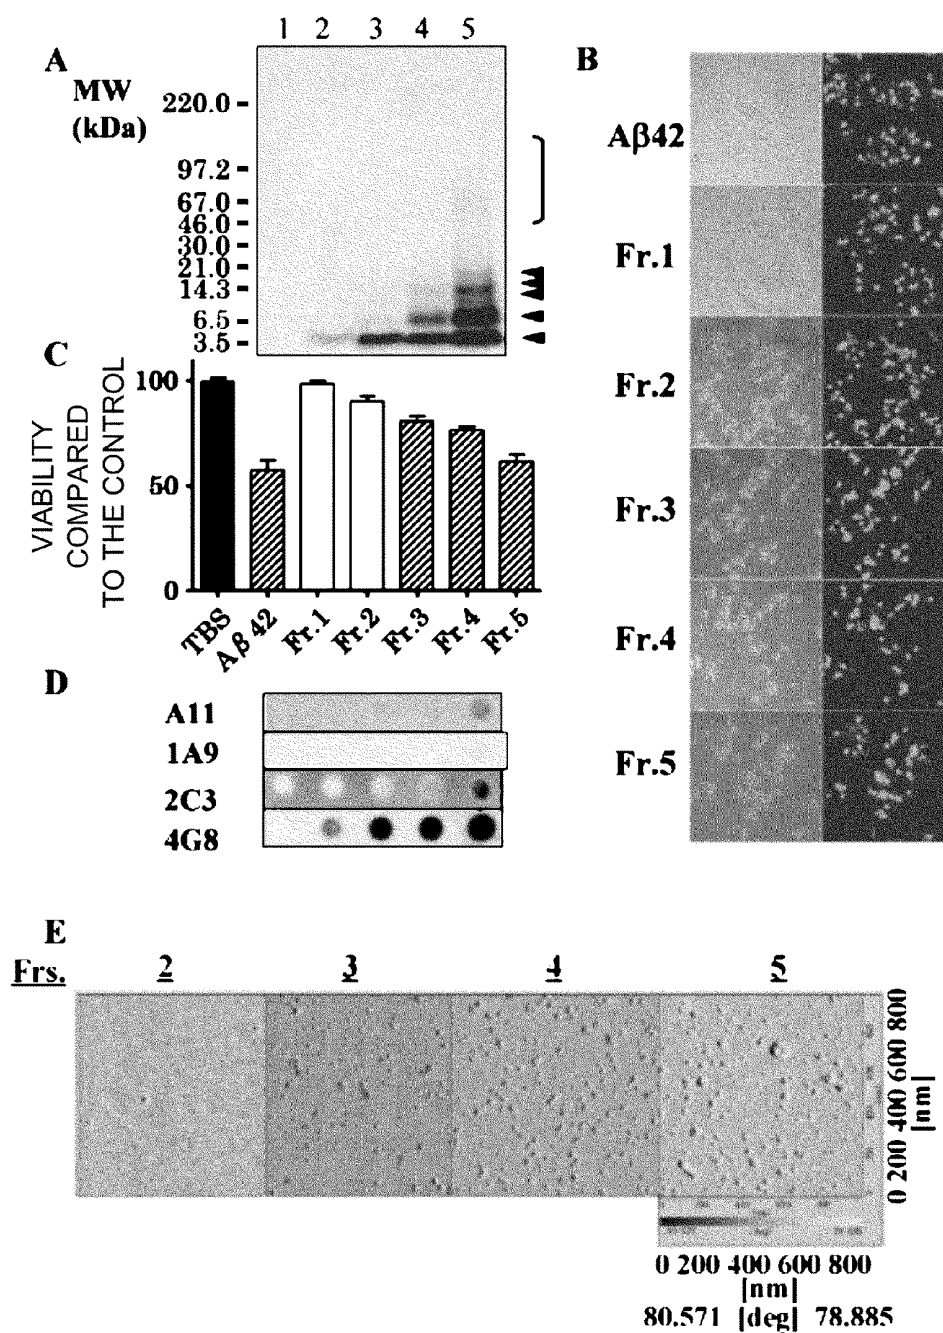 1 2 3 4 5
A
MW
(kDa)
220.0
97.2
67.0
46.0
30.0
21.0
14.3
6.5
3.5
B
Aβ42
Fr.1
Fr.2
Fr.3
Fr.4
Fr.5
C
VIABILITY
COMPARED
TO THE CONTROL
100
50
0
TBS
Aβ42
Fr.1
Fr.2
Fr.3
Fr.4
Fr.5
D
A11
1A9
2C3
4G8
E
Frs. 2 3 4 5
0 200 400 600 800
[nm]
0 200 400 600 800
[nm]
80.571 [deg] 78.885